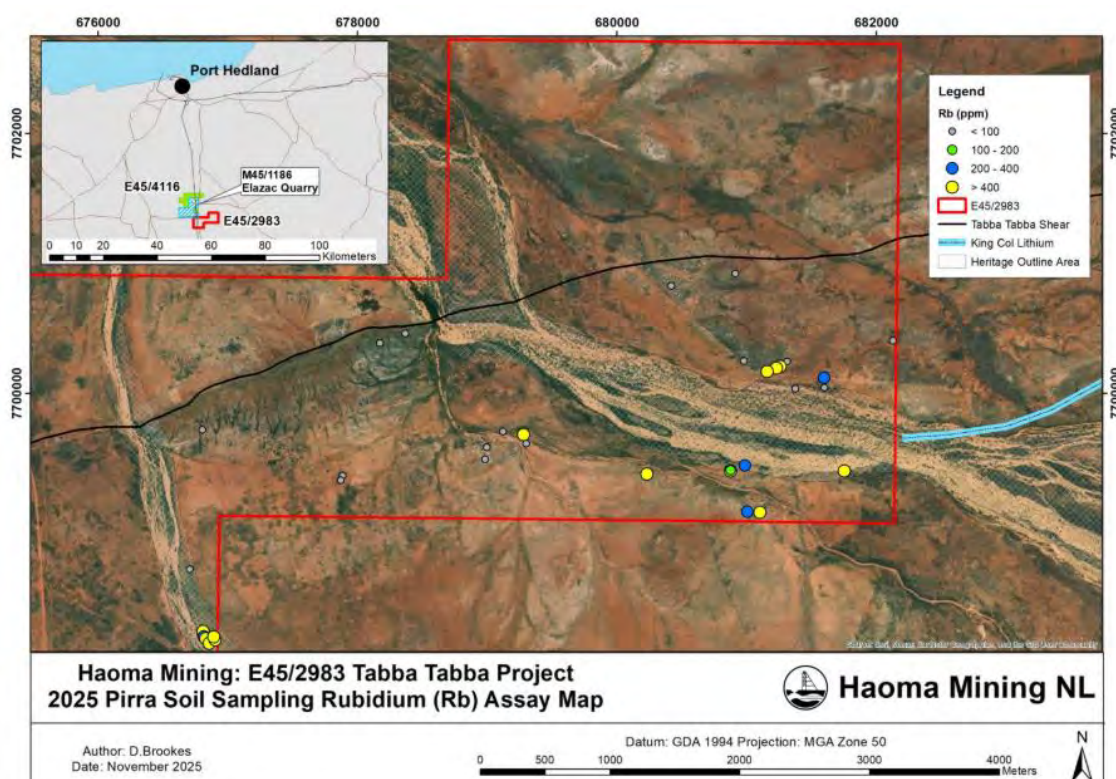 676000
678000
680000
682000
7702000
7702000
7700000
7700000
Port Hedland
E45/4116
M45/1186
Elazac Quarry
E45/2983
0 10 20 40 60 80 100
Kilometers
Legend
Rb (ppm)
< 100
100 - 200
200 - 400
> 400
E45/2983
Tabba Tabba Shear
King Col Lithium
Heritage Outline Area
Haoma Mining: E45/2983 Tabba Tabba Project
2025 Pirra Soil Sampling Rubidium (Rb) Assay Map
Haoma Mining NL
Author: D.Brookes
Date: November 2025
Datum: GDA 1994 Projection: MGA Zone 50
0 500 1000 2000 3000 4000
Meters
N